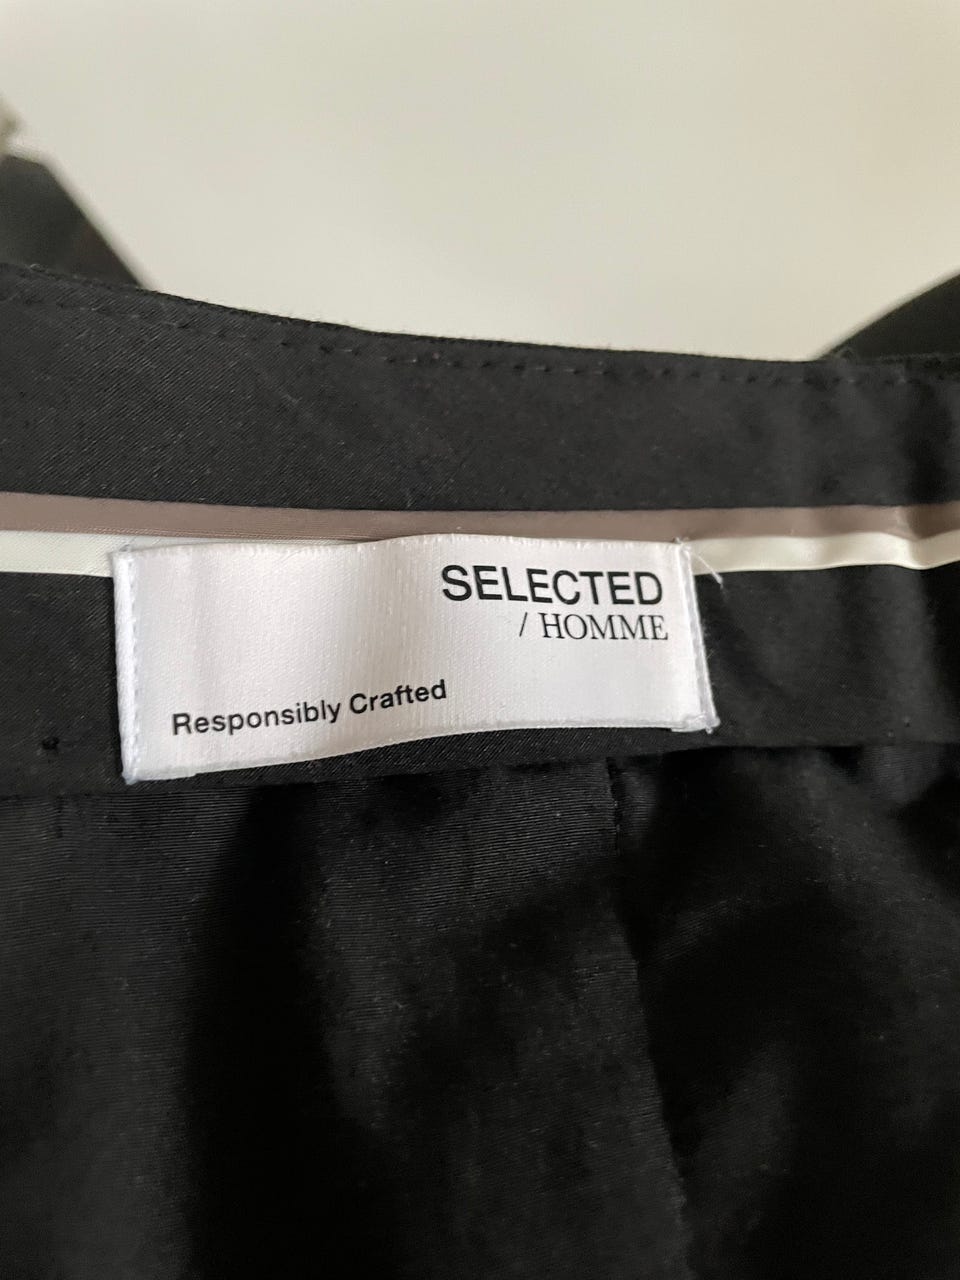 SELECTED
/ HOMME
Responsibly Crafted